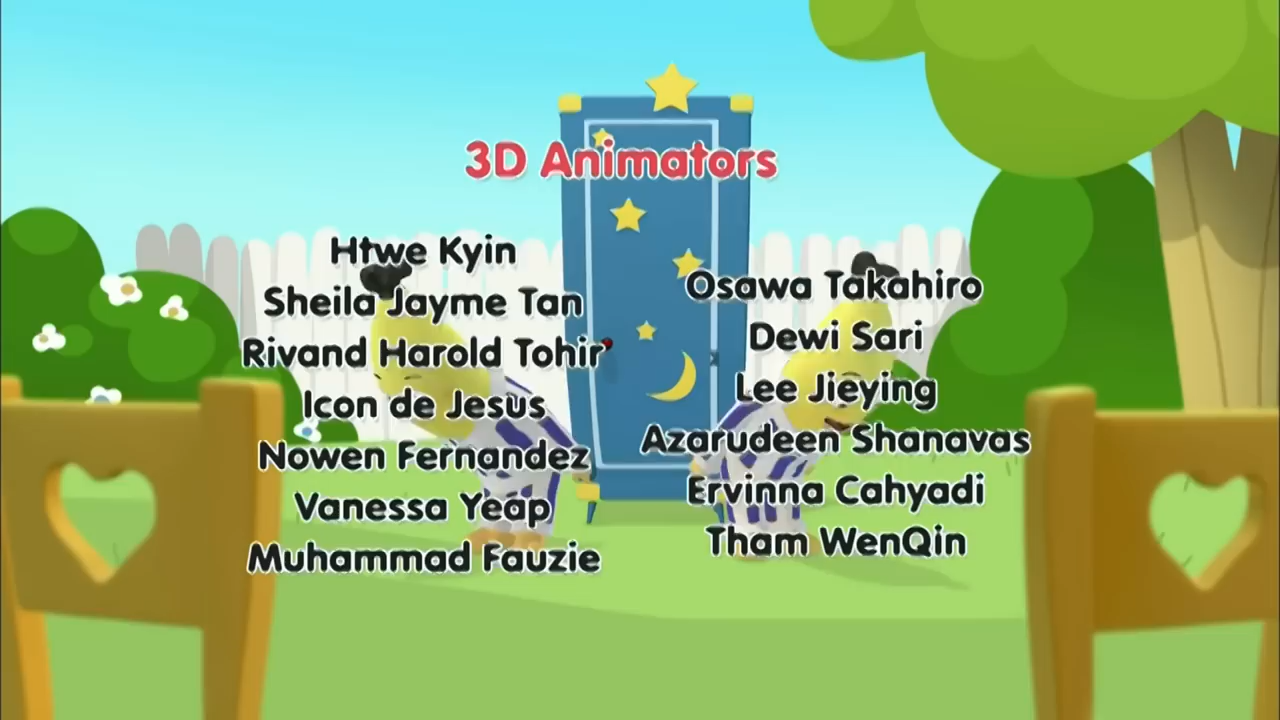 3D Animators
Htwe Kyin
Sheila Jayme Tan
Rivand Harold Tohir
Icon de Jesus
Nowen Fernandez
Vanessa Yeap
Muhammad Fauzie
Osawa Takahiro
Dewi Sari
Lee Jieying
Azarudeen Shanavas
Ervinna Cahyadi
Tham WenQin